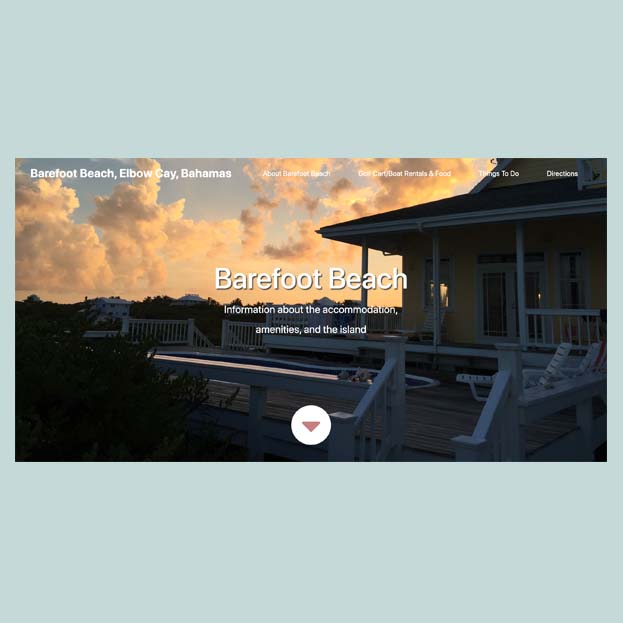 Barefoot Beach, Elbow Cay, Bahamas
About Barefoot Beach
Golf Cart/Boat Rentals & Food
Things To Do
Directions
Barefoot Beach
Information about the accommodation,
amenities, and the island